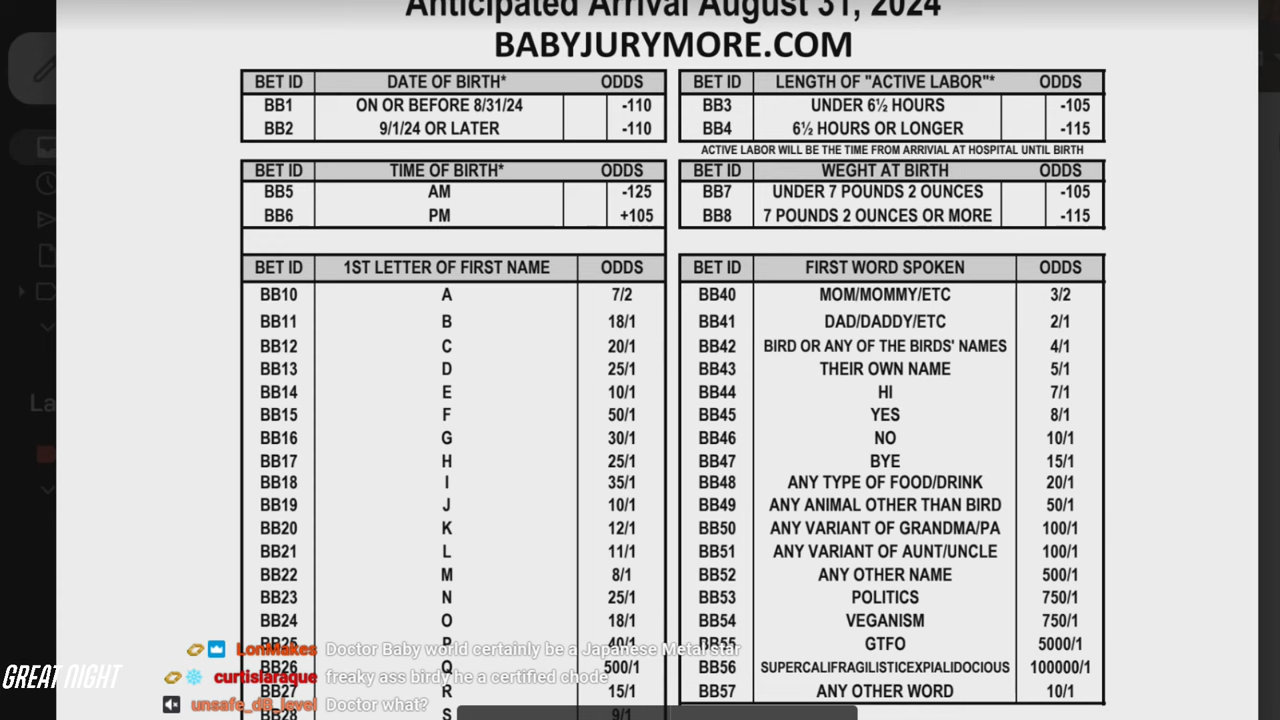 Anticipated Arrival August 31, 2024
BABYJURYMORE.COM
BET ID DATE OF BIRTH* ODDS
BB1 ON OR BEFORE 8/31/24 -110
BB2 9/1/24 OR LATER -110
BET ID LENGTH OF "ACTIVE LABOR"* ODDS
BB3 UNDER 6½ HOURS -105
BB4 6½ HOURS OR LONGER -115
ACTIVE LABOR WILL BE THE TIME FROM ARRIVIAL AT HOSPITAL UNTIL BIRTH
BET ID TIME OF BIRTH* ODDS
BB5 AM -125
BB6 PM +105
BET ID WEGHT AT BIRTH ODDS
BB7 UNDER 7 POUNDS 2 OUNCES -105
BB8 7 POUNDS 2 OUNCES OR MORE -115
BET ID 1ST LETTER OF FIRST NAME ODDS
BB10 A 7/2
BB11 B 18/1
BB12 C 20/1
BB13 D 25/1
BB14 E 10/1
BB15 F 50/1
BB16 G 30/1
BB17 H 25/1
BB18 I 35/1
BB19 J 10/1
BB20 K 12/1
BB21 L 11/1
BB22 M 8/1
BB23 N 25/1
BB24 O 18/1
BB25 P 40/1
BB26 Q 500/1
BB27 R 15/1
BB28 S 9/1
BET ID FIRST WORD SPOKEN ODDS
BB40 MOM/MOMMY/ETC 3/2
BB41 DAD/DADDY/ETC 2/1
BB42 BIRD OR ANY OF THE BIRDS' NAMES 4/1
BB43 THEIR OWN NAME 5/1
BB44 HI 7/1
BB45 YES 8/1
BB46 NO 10/1
BB47 BYE 15/1
BB48 ANY TYPE OF FOOD/DRINK 20/1
BB49 ANY ANIMAL OTHER THAN BIRD 50/1
BB50 ANY VARIANT OF GRANDMA/PA 100/1
BB51 ANY VARIANT OF AUNT/UNCLE 100/1
BB52 ANY OTHER NAME 500/1
BB53 POLITICS 750/1
BB54 VEGANISM 750/1
BB55 GTFO 5000/1
BB56 SUPERCALIFRAGILISTICEXPIALIDOCIOUS 100000/1
BB57 ANY OTHER WORD 10/1
La
GREAT NIGHT
LonMakes Doctor Baby world certainly be a Japanese Metal star
curtislaraque freaky ass birdy he a certified chode
unsafe_db_level Doctor what?